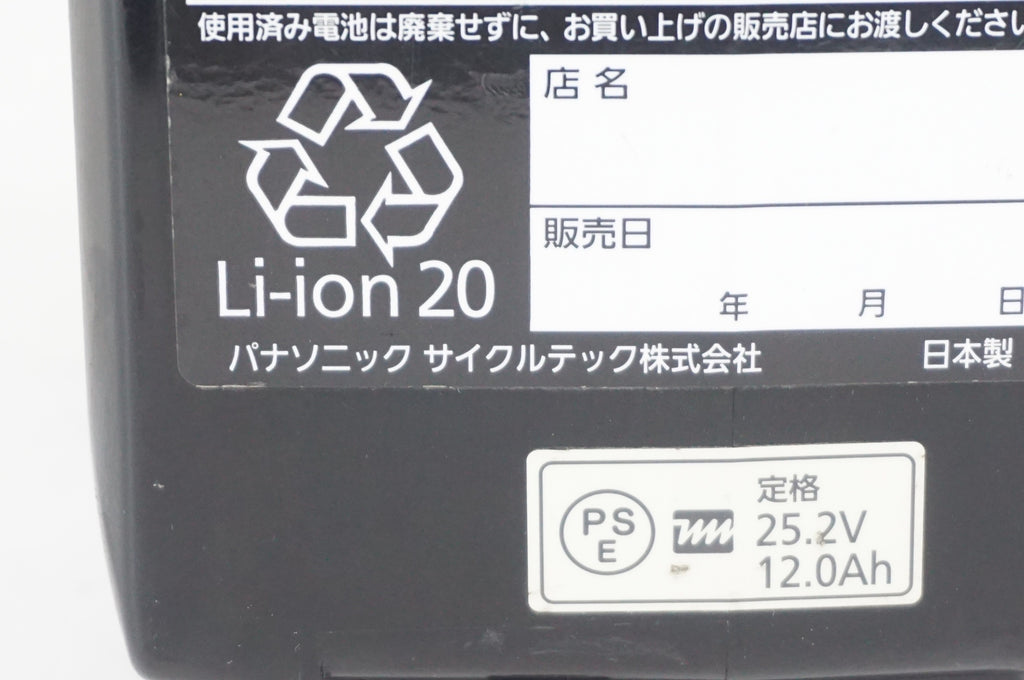 使用済み電池は廃棄せずに、お買い上げの販売店にお渡しください
店名
販売日
年 月 日
Li-ion 20
パナソニック サイクルテック株式会社 日本製
PS
E
定格
25.2V
12.0Ah